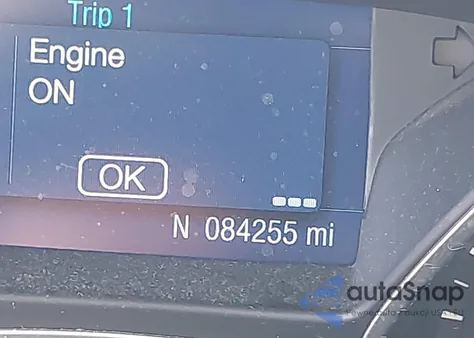 Trip 1
Engine
ON
OK
N 084255 mi
autoSnap